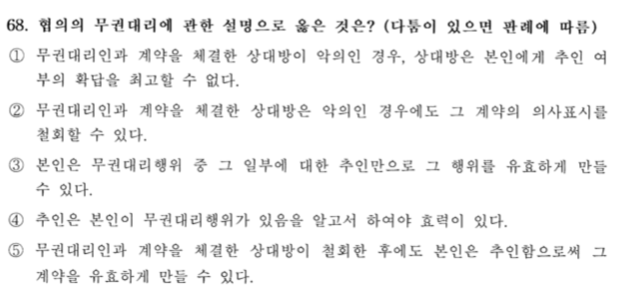 68. 협의의 무권대리에 관한 설명으로 옳은 것은? (다툼이 있으면 판례에 따름)
① 무권대리인과 계약을 체결한 상대방이 악의인 경우, 상대방은 본인에게 추인 여
부의 확답을 최고할 수 없다.
② 무권대리인과 계약을 체결한 상대방은 악의인 경우에도 그 계약의 의사표시를
철회할 수 있다.
③ 본인은 무권대리행위 중 그 일부에 대한 추인만으로 그 행위를 유효하게 만들
수 있다.
④ 추인은 본인이 무권대리행위가 있음을 알고서 하여야 효력이 있다.
⑤ 무권대리인과 계약을 체결한 상대방이 철회한 후에도 본인은 추인함으로써 그
계약을 유효하게 만들 수 있다.